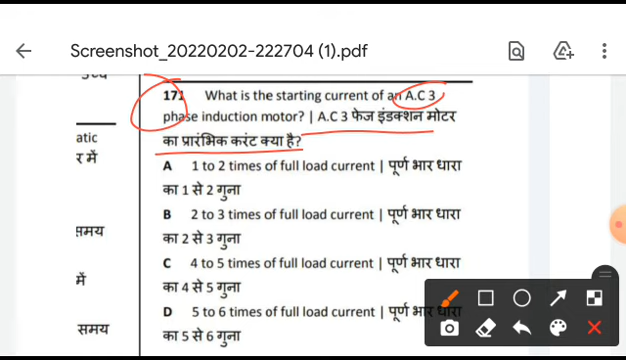 Screenshot_20220202-222704 (1).pdf
171 What is the starting current of an A.C 3
phase induction motor? | A.C 3 फेज इंडक्शन मोटर
का प्रारंभिक करंट क्या है?
A 1 to 2 times of full load current | पूर्ण भार धारा
का 1 से 2 गुना
B 2 to 3 times of full load current | पूर्ण भार धारा
का 2 से 3 गुना
C 4 to 5 times of full load current | पूर्ण भार धारा
का 4 से 5 गुना
D 5 to 6 times of full load current | पूर्ण भार धारा
का 5 से 6 गुना
atic
र में
समय
में
समय